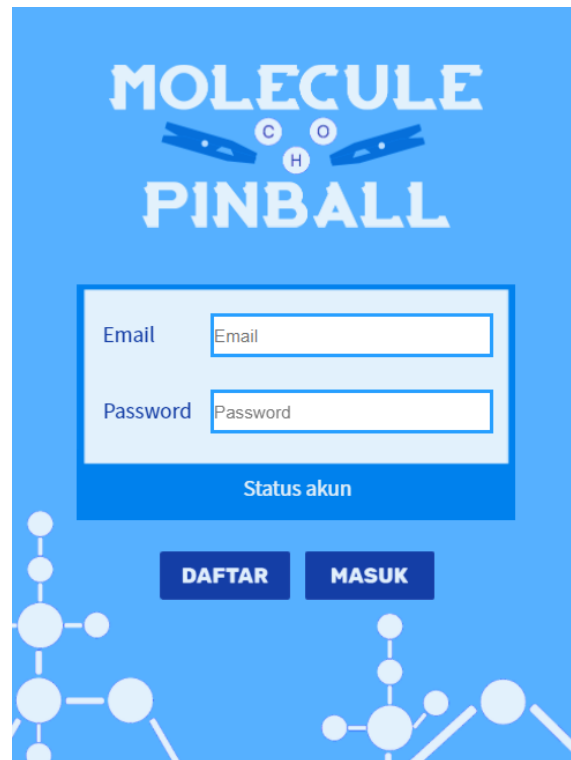 MOLECULE
C O
H
PINBALL
Email Email
Password Password
Status akun
DAFTAR MASUK